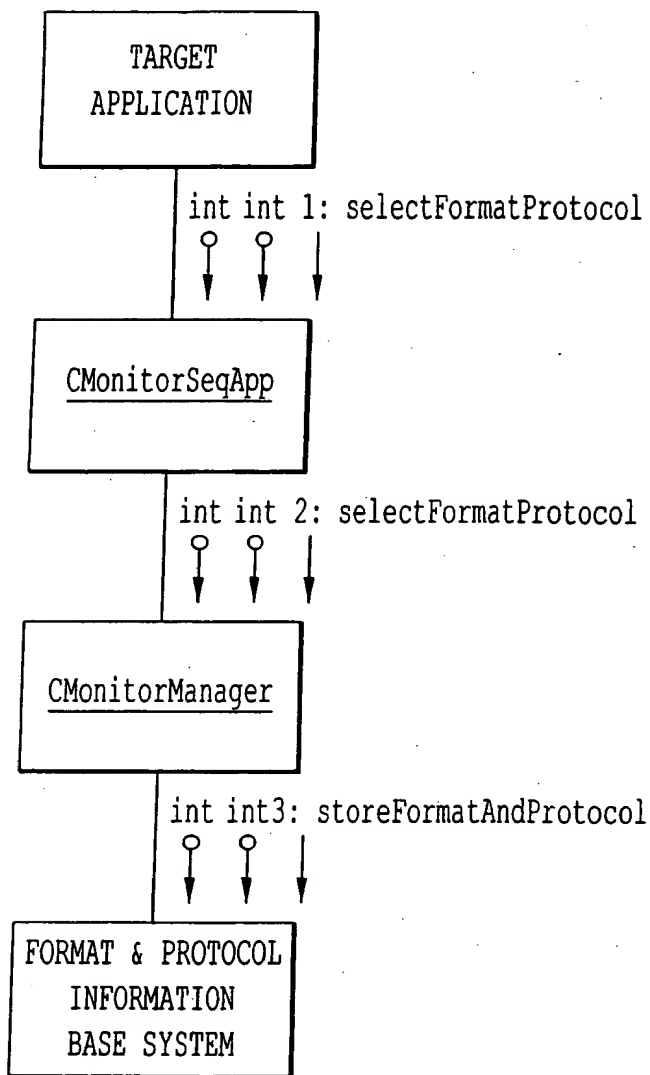 TARGET
APPLICATION
int int 1: selectFormatProtocol
CMonitorSeqApp
int int 2: selectFormatProtocol
CMonitorManager
int int3: storeFormatAndProtocol
FORMAT & PROTOCOL
INFORMATION
BASE SYSTEM